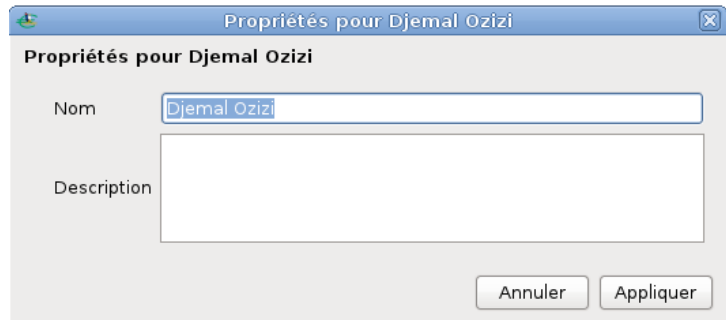 Propriétés pour Djemal Ozizi
Propriétés pour Djemal Ozizi
Nom
Djemal Ozizi
Description
Annuler
Appliquer